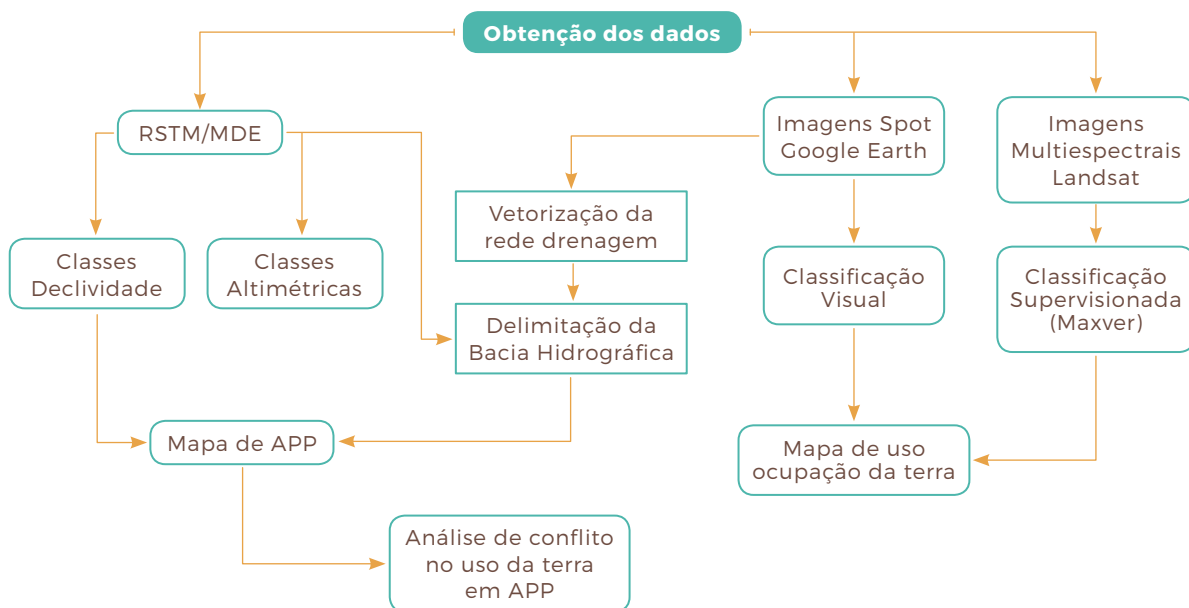 Obtenção dos dados
RSTM/MDE
Imagens Spot
Google Earth
Imagens
Multiespectrais
Landsat
Vetorização da
rede drenagem
Classes
Declividade
Classes
Altimétricas
Classificação
Visual
Classificação
Supervisionada
(Maxver)
Delimitação da
Bacia Hidrográfica
Mapa de APP
Mapa de uso
ocupação da terra
Análise de conflito
no uso da terra
em APP